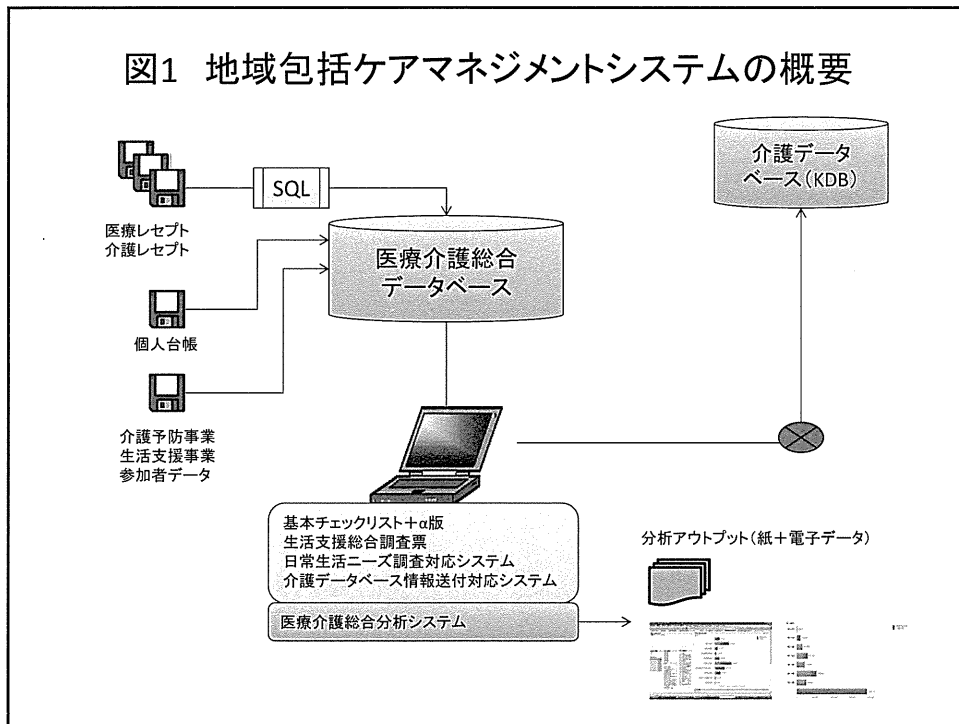 図1 地域包括ケアマネジメントシステムの概要
SQL
医療レセプト
介護レセプト
個人台帳
介護予防事業
生活支援事業
参加者データ
医療介護総合
データベース
介護データ
ベース(KDB)
基本チェックリスト+α版
生活支援総合調査票
日常生活ニーズ調査対応システム
介護データベース情報送付対応システム
医療介護総合分析システム
分析アウトプット(紙+電子データ)